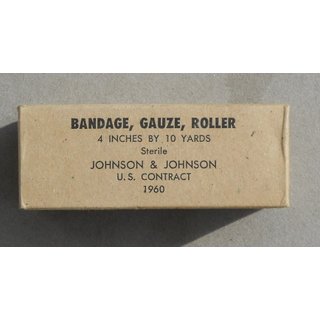 BANDAGE, GAUZE, ROLLER
4 INCHES BY 10 YARDS
Sterile
JOHNSON & JOHNSON
U.S. CONTRACT
1960